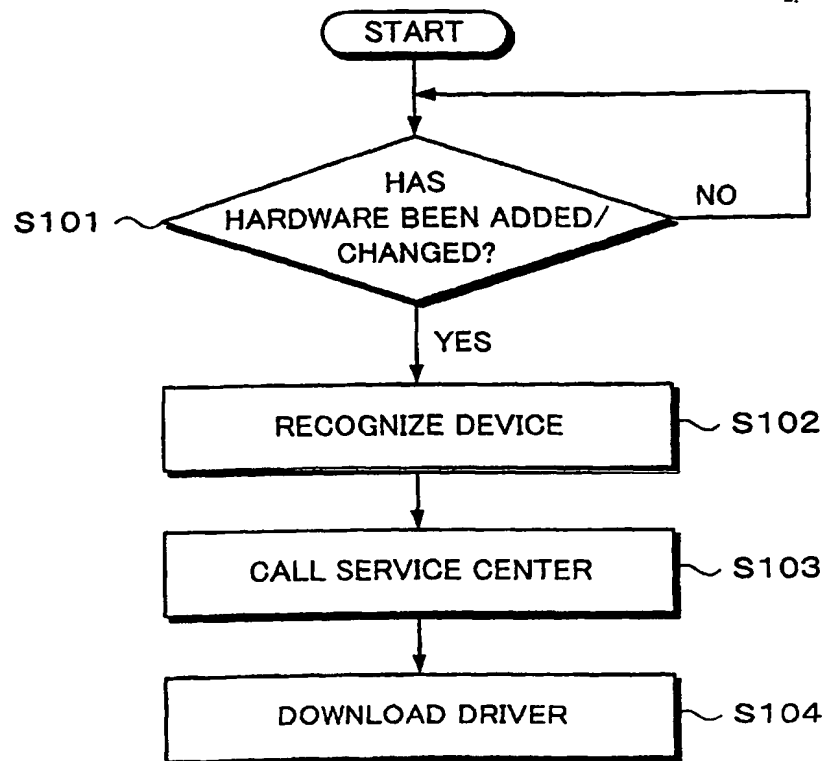 START
HAS
HARDWARE BEEN ADDED/
CHANGED?
NO
S101
YES
RECOGNIZE DEVICE
S102
CALL SERVICE CENTER
S103
DOWNLOAD DRIVER
S104